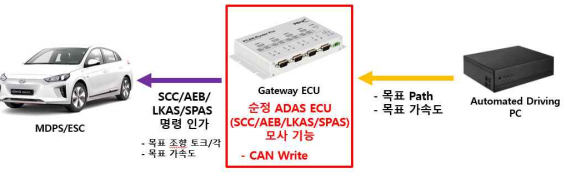 MDPS/ESC
SCC/AEB/
LKAS/SPAS
명령 인가
- 목표 조향 토크/각
- 목표 가속도
Gateway ECU
순정 ADAS ECU
(SCC/AEB/LKAS/SPAS)
모사 기능
- CAN Write
- 목표 Path
- 목표 가속도
Automated Driving
PC